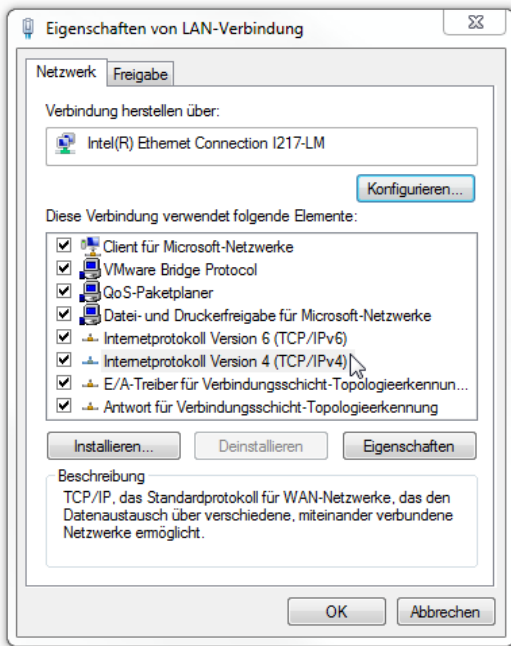 Eigenschaften von LAN-Verbindung
Netzwerk
Freigabe
Verbindung herstellen über:
Intel(R) Ethernet Connection I217-LM
Konfigurieren...
Diese Verbindung verwendet folgende Elemente:
Client für Microsoft-Netzwerke
VMware Bridge Protocol
QoS-Paketplaner
Datei- und Druckerfreigabe für Microsoft-Netzwerke
Internetprotokoll Version 6 (TCP/IPv6)
Internetprotokoll Version 4 (TCP/IPv4)
E/A-Treiber für Verbindungsschicht-Topologieerkennun...
Antwort für Verbindungsschicht-Topologieerkennung
Installieren...
Deinstallieren
Eigenschaften
Beschreibung
TCP/IP, das Standardprotokoll für WAN-Netzwerke, das den
Datenaustausch über verschiedene, miteinander verbundene
Netzwerke ermöglicht.
OK
Abbrechen